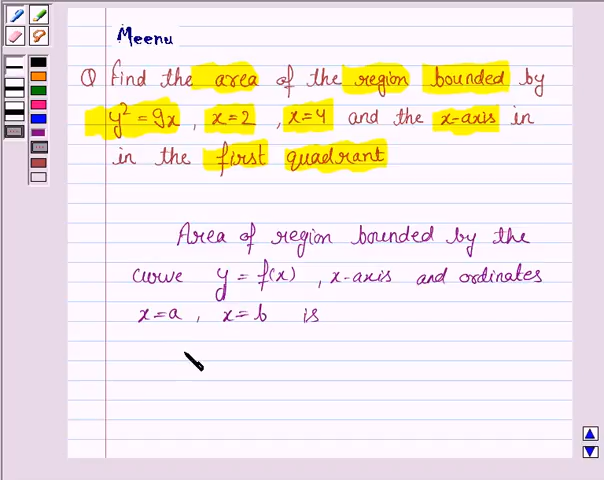 Meenu
Q Find the area of the region bounded by
y² = 9x , x=2 , x=4 and the x-axis in
in the first quadrant
Area of region bounded by the
curve y = f(x) , x-axis and ordinates
x=a , x=b is